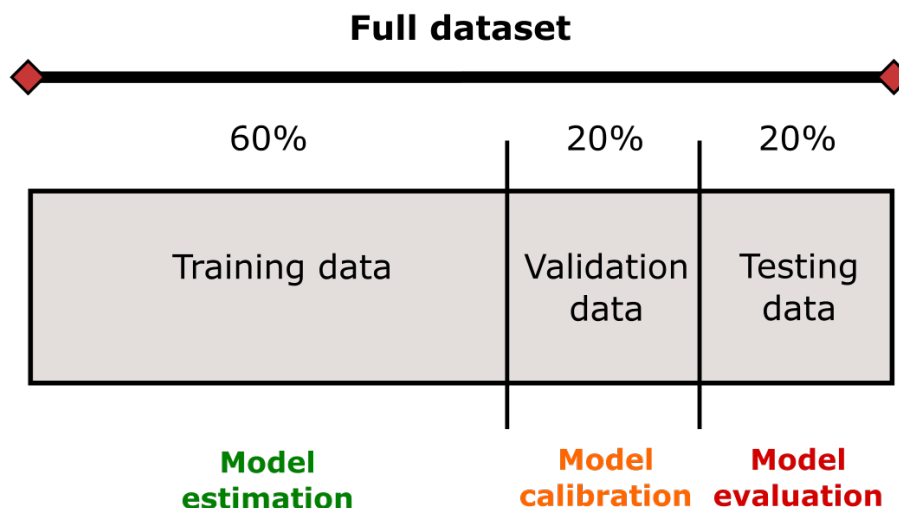 Full dataset
60%
20%
20%
Training data
Validation
data
Testing
data
Model
estimation
Model
calibration
Model
evaluation